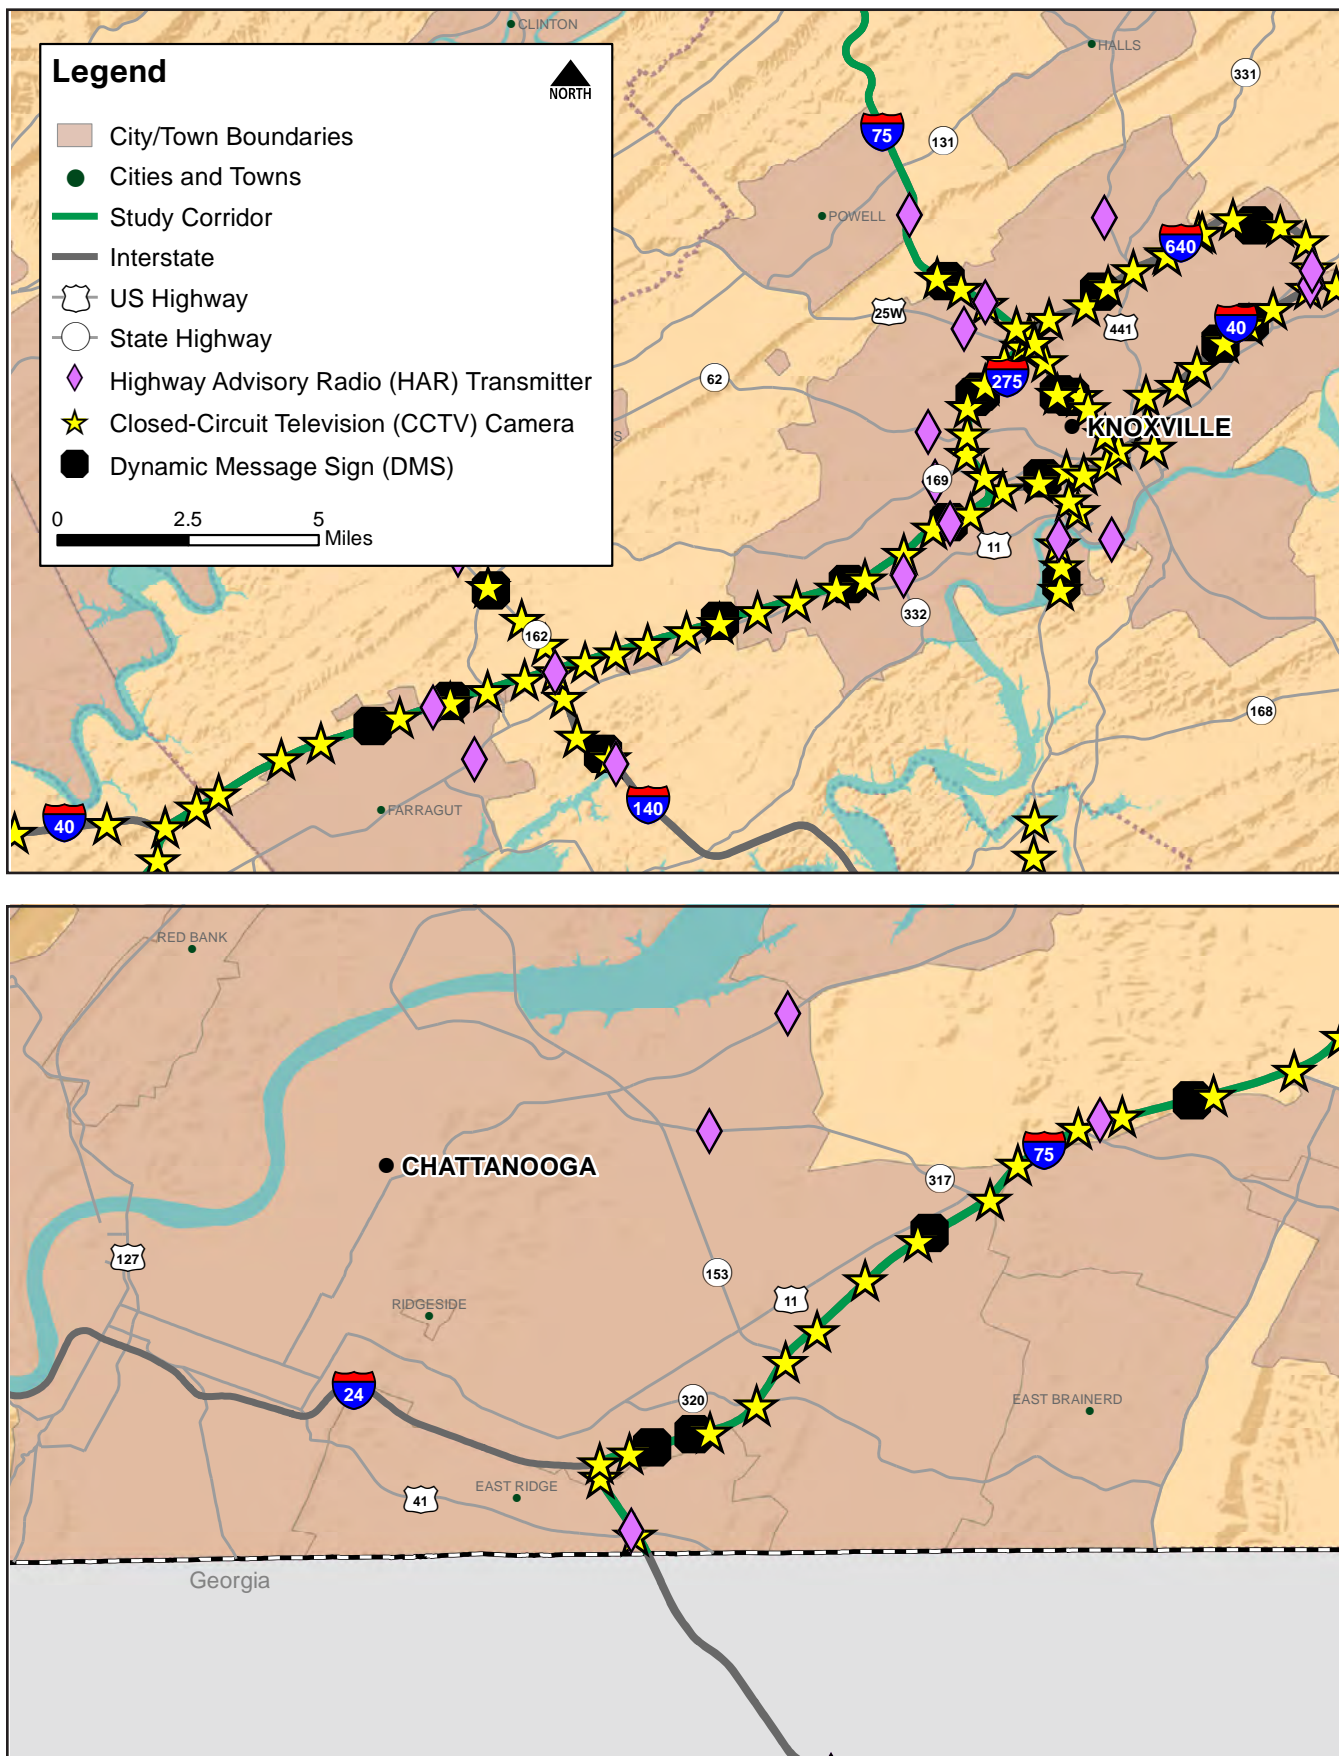 CLINTON
HALLS
331
Legend
NORTH
75
131
City/Town Boundaries
Cities and Towns
POWELL
Study Corridor
640
Interstate
US Highway
25W
441
40
State Highway
Highway Advisory Radio (HAR) Transmitter
62
275
Closed-Circuit Television (CCTV) Camera
KNOXVILLE
S
Dynamic Message Sign (DMS)
169
0 2.5 5
Miles
11
332
162
168
FARRAGUT
140
40
RED BANK
CHATTANOOGA
75
317
127
153
11
RIDGESIDE
24
320
EAST BRAINERD
EAST RIDGE
41
Georgia